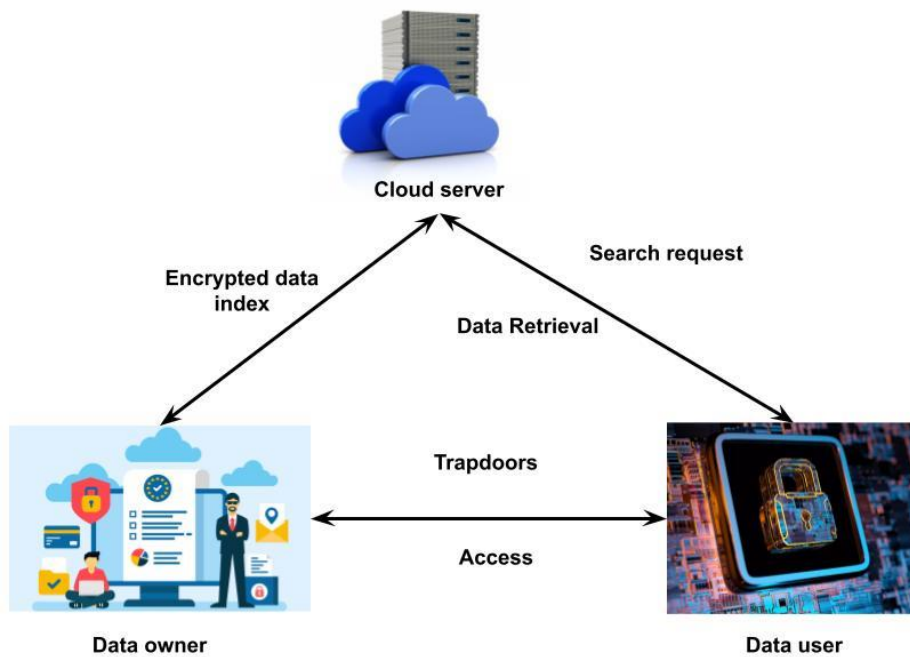 Cloud server
Search request
Encrypted data
index
Data Retrieval
Trapdoors
Access
Data owner
Data user